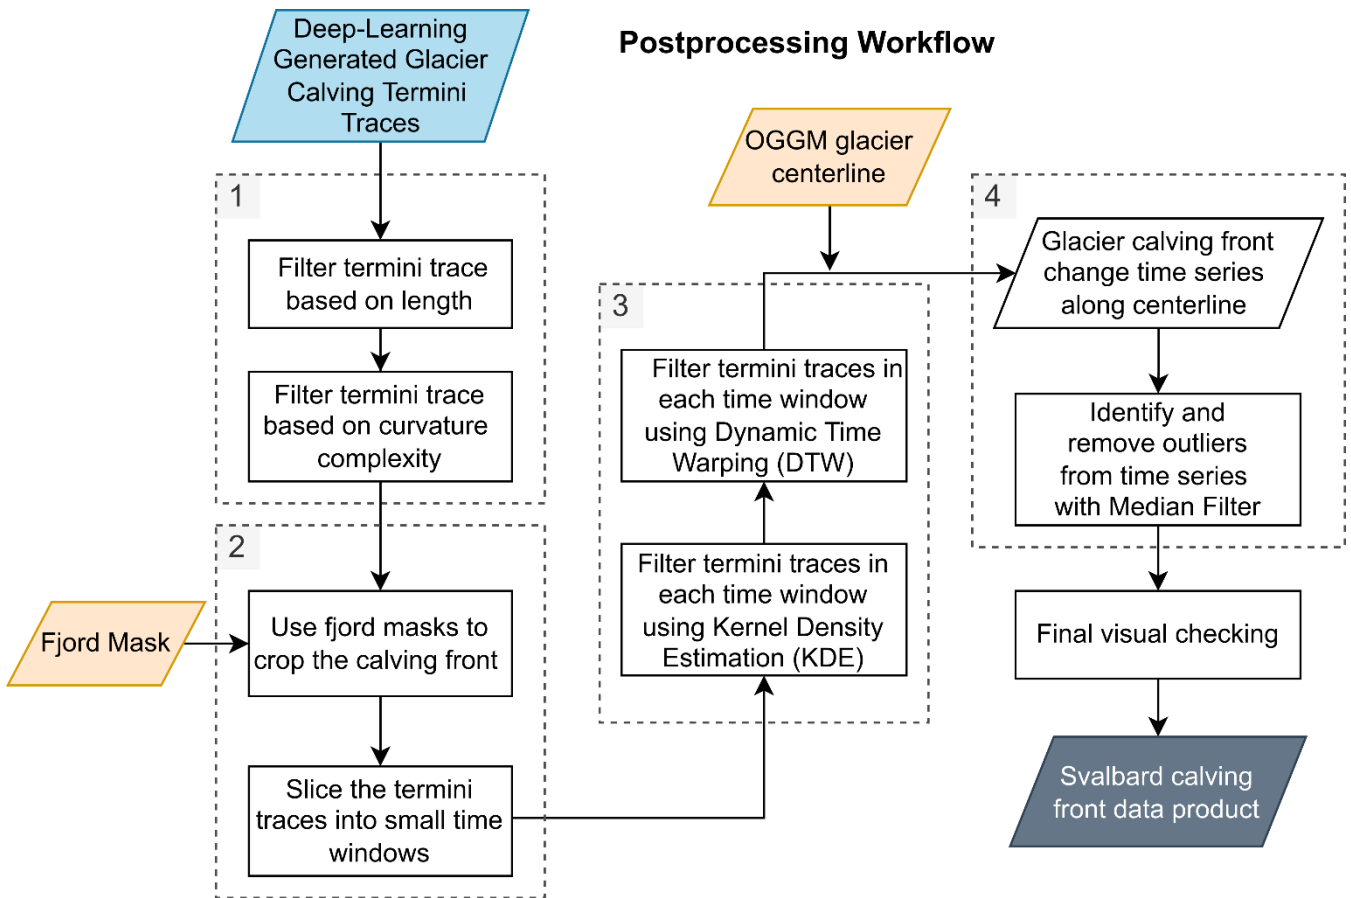 Deep-Learning
Generated Glacier
Calving Termini
Traces
Postprocessing Workflow
1
Filter termini trace
based on length
Filter termini trace
based on curvature
complexity
2
Fjord Mask
Use fjord masks to
crop the calving front
Slice the termini
traces into small time
windows
OGGM glacier
centerline
3
Filter termini traces in
each time window
using Dynamic Time
Warping (DTW)
Filter termini traces in
each time window
using Kernel Density
Estimation (KDE)
4
Glacier calving front
change time series
along centerline
Identify and
remove outliers
from time series
with Median Filter
Final visual checking
Svalbard calving
front data product